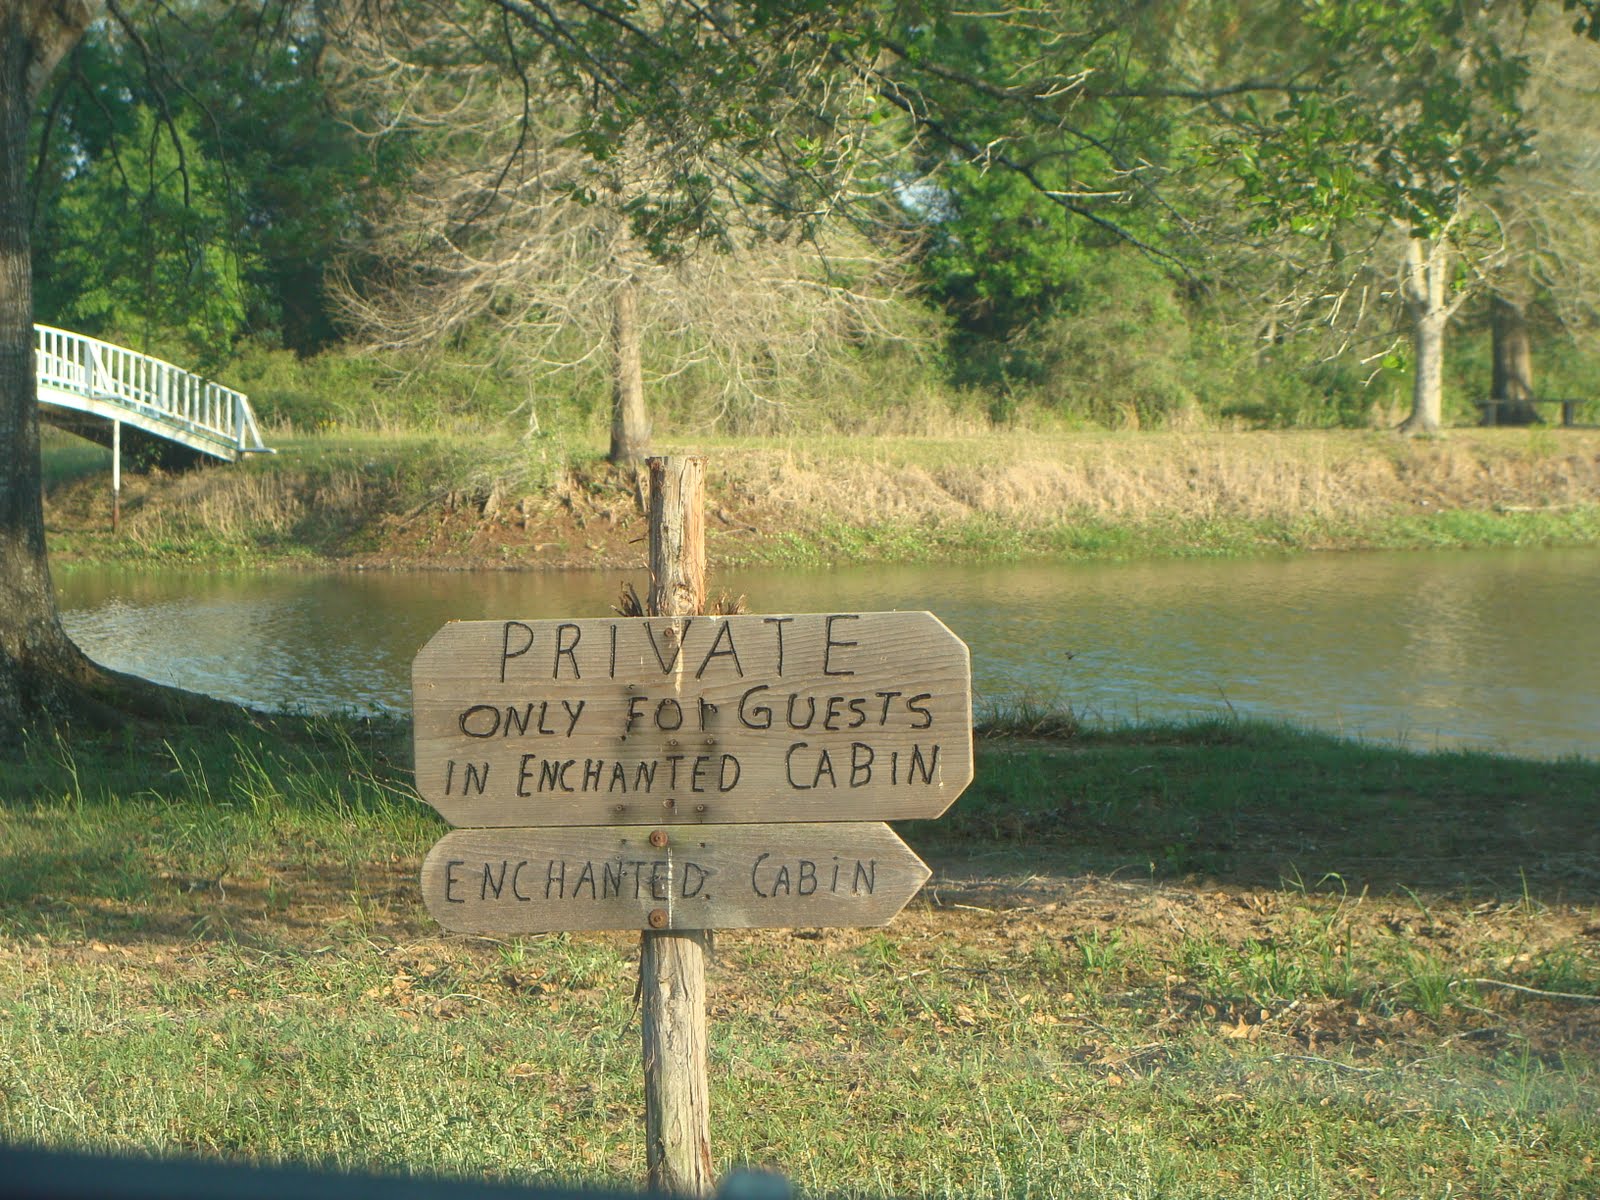 PRIVATE
ONLY FOr GUESTS
IN ENCHANTED CABIN
ENCHANTED. CABiN